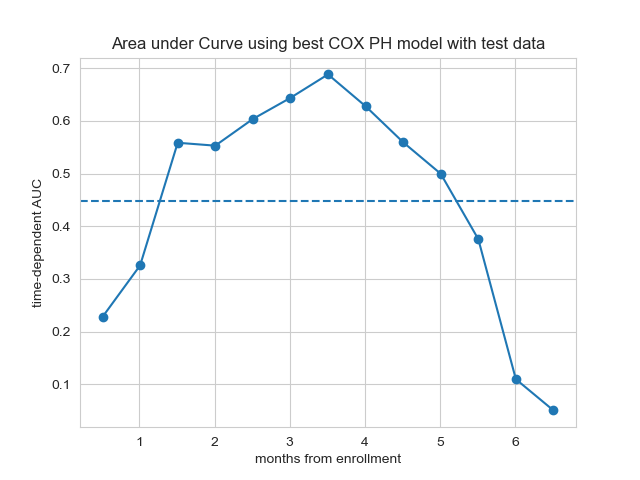 Area under Curve using best COX PH model with test data
0.7
0.6
0.5
0.4
0.3
0.2
0.1
time-dependent AUC
1 2 3 4 5 6
months from enrollment